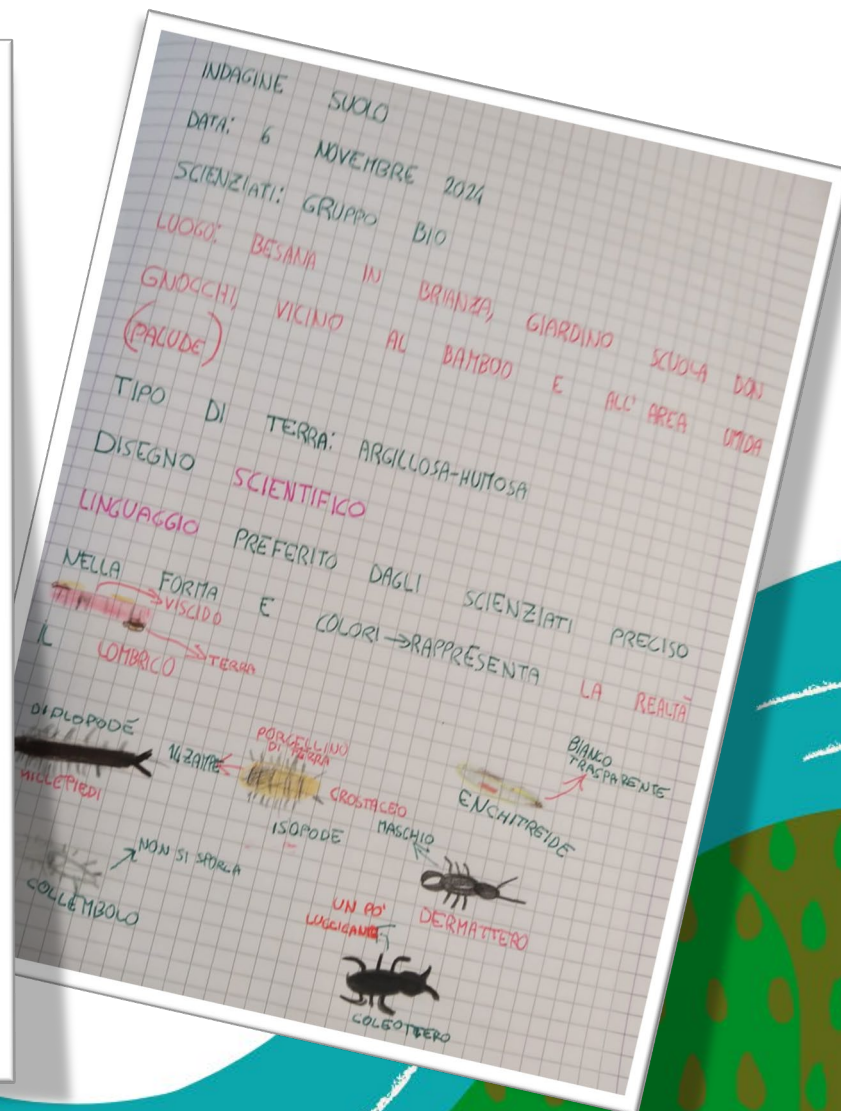 INDAGINE SUOLO
DATA: 6 NOVEMBRE 2024
SCIENZIATI: GRUPPO BIO
LUOGO: BESANA IN BRIANZA, GIARDINO SCUOLA DON
GNOCCHI, VICINO AL BAMBOO E ALL' AREA UMIDA
(PALUDE)
TIPO DI TERRA: ARGILLOSA-HUMOSA
DISEGNO SCIENTIFICO
LINGUAGGIO PREFERITO DAGLI SCIENZIATI PRECISO
NELLA FORMA E COLORI → RAPPRESENTA LA REALTÀ
VISCIDO
IL LOMBRICO
TERRA
DIPLOPODE
MILLEPIEDI
14 ZAMPE
PORCELLINO
DI TERRA
CROSTACEO
ISOPODE
BIANCO
TRASPARENTE
ENCHITREIDE
COLLEMBOLO
NON SI SPORCA
MASCHIO
DERMATTERO
UN PO'
LUCCICANTE
COLEOTTERO